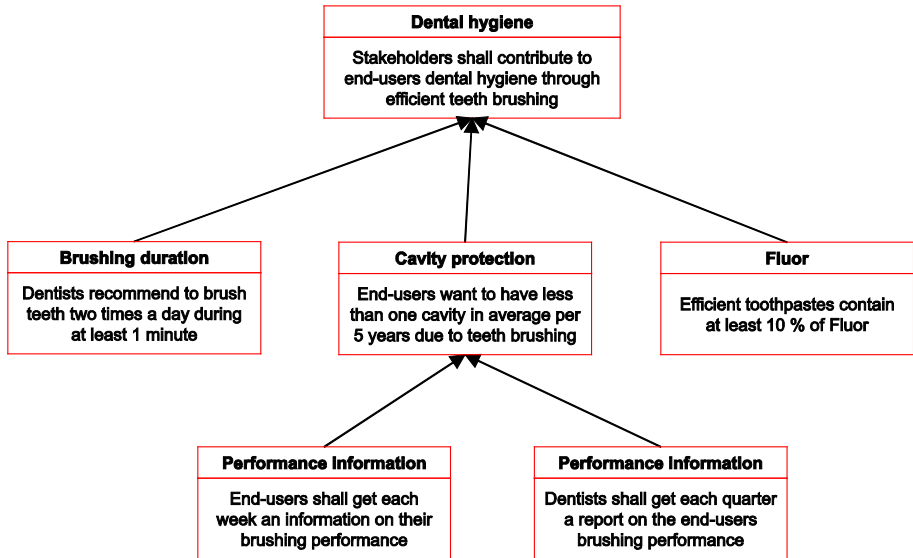 Dental hygiene
Stakeholders shall contribute to
end-users dental hygiene through
efficient teeth brushing
Brushing duration
Dentists recommend to brush
teeth two times a day during
at least 1 minute
Cavity protection
End-users want to have less
than one cavity in average per
5 years due to teeth brushing
Fluor
Efficient toothpastes contain
at least 10 % of Fluor
Performance information
End-users shall get each
week an information on their
brushing performance
Performance information
Dentists shall get each quarter
a report on the end-users
brushing performance